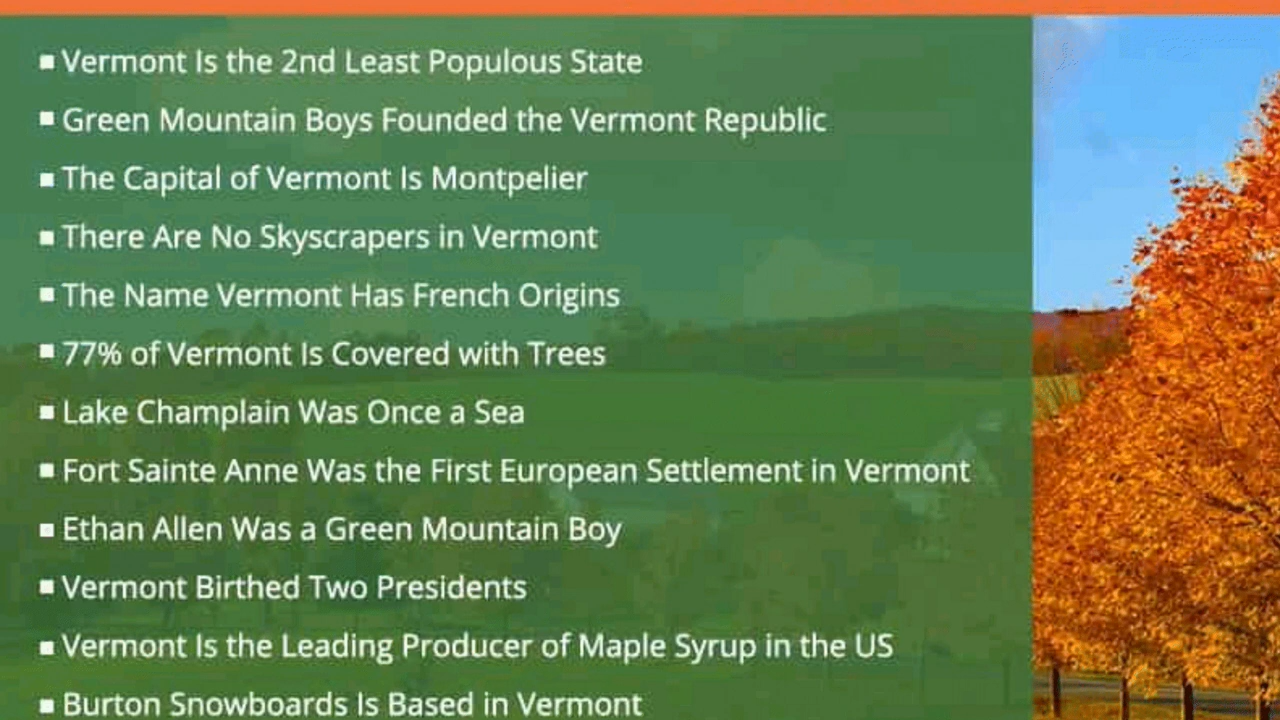 ▪ Vermont Is the 2nd Least Populous State
▪ Green Mountain Boys Founded the Vermont Republic
▪ The Capital of Vermont Is Montpelier
▪ There Are No Skyscrapers in Vermont
▪ The Name Vermont Has French Origins
▪ 77% of Vermont Is Covered with Trees
▪ Lake Champlain Was Once a Sea
▪ Fort Sainte Anne Was the First European Settlement in Vermont
▪ Ethan Allen Was a Green Mountain Boy
▪ Vermont Birthed Two Presidents
▪ Vermont Is the Leading Producer of Maple Syrup in the US
▪ Burton Snowboards Is Based in Vermont